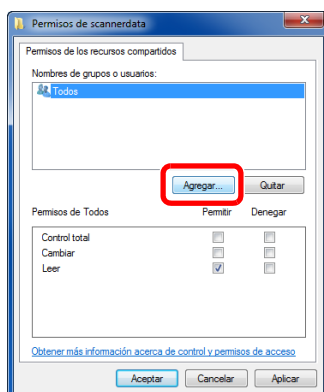 Permisos de scannerdata
Permisos de los recursos compartidos
Nombres de grupos o usuarios:
Todos
Agregar... Quitar
Permisos de Todos Permitir Denegar
Control total
Cambiar
Leer
Obtener más información acerca de control y permisos de acceso
Aceptar Cancelar Aplicar